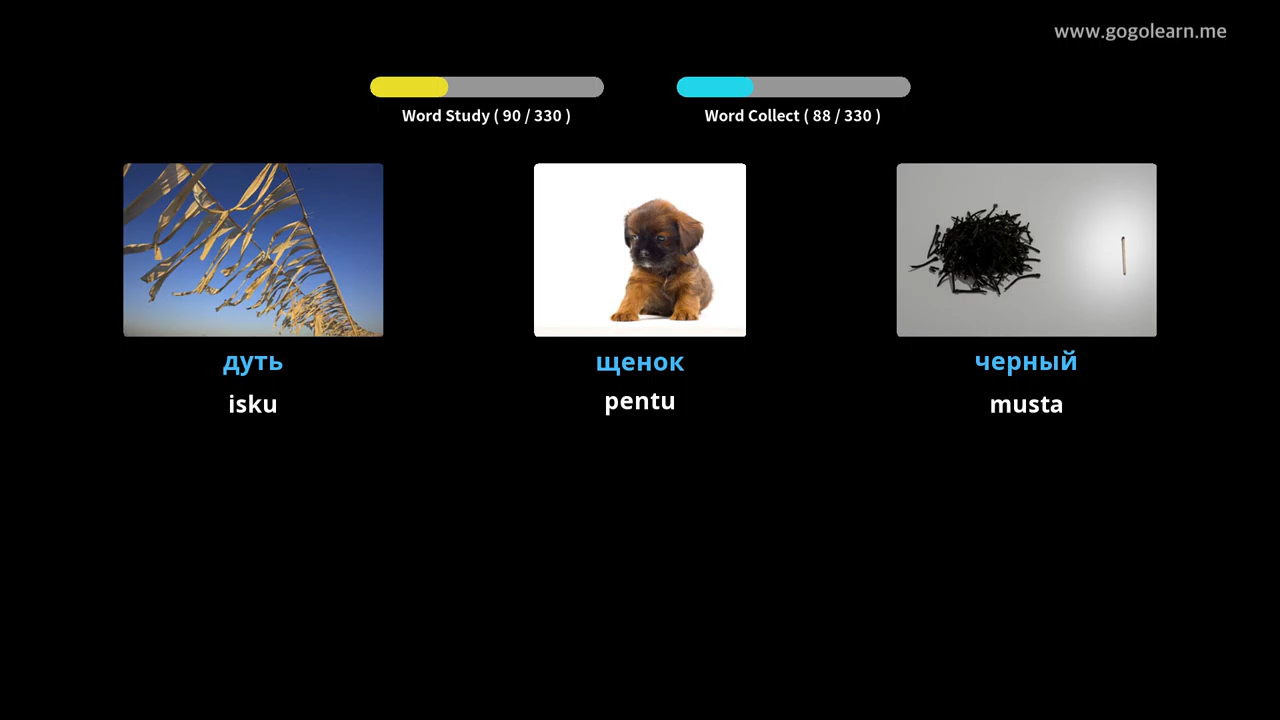 www.gogolearn.me
Word Study ( 90 / 330 )
Word Collect ( 88 / 330 )
дуть
щенок
черный
isku
pentu
musta